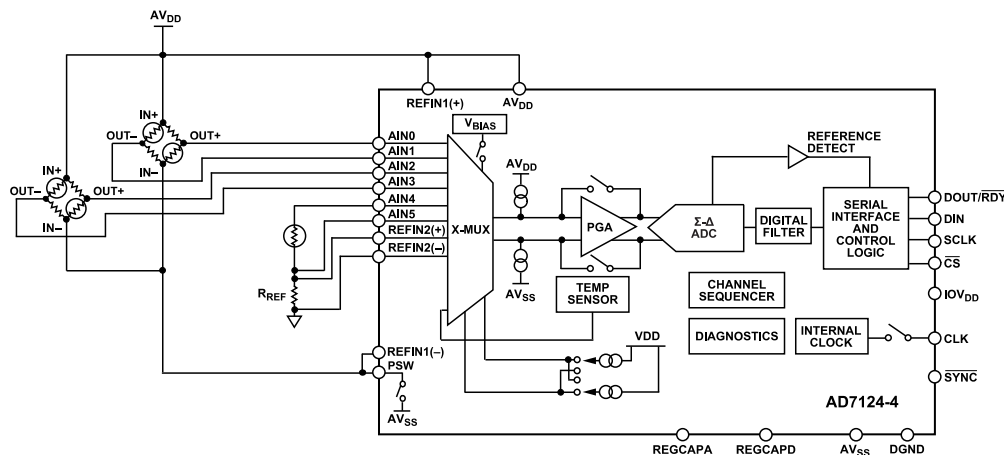 AVDD
REFIN1(+)
AVDD
IN+
OUT–
OUT+
IN–
IN+
OUT–
OUT+
IN–
AIN0
AIN1
AIN2
AIN3
AIN4
AIN5
REFIN2(+)
REFIN2(–)
RREF
REFIN1(–)
PSW
AVSS
VBIAS
X-MUX
AVDD
AVSS
PGA
TEMP
SENSOR
VDD
Σ-Δ
ADC
REFERENCE
DETECT
DIGITAL
FILTER
SERIAL
INTERFACE
AND
CONTROL
LOGIC
CHANNEL
SEQUENCER
DIAGNOSTICS
INTERNAL
CLOCK
DOUT/RDY
DIN
SCLK
CS
IOVDD
CLK
SYNC
AD7124-4
REGCAPA
REGCAPD
AVSS
DGND